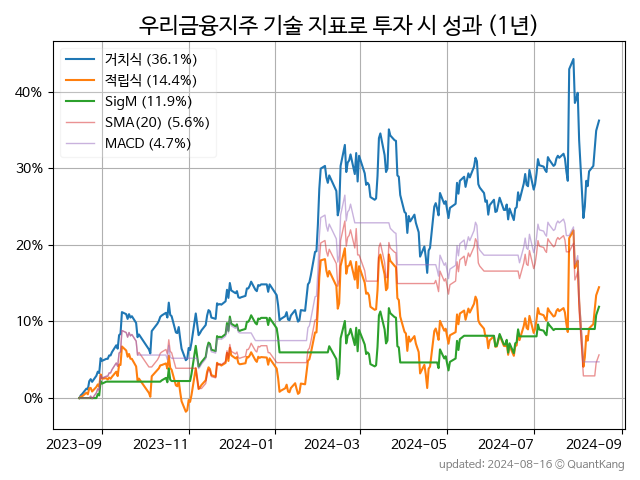 우리금융지주 기술 지표로 투자 시 성과 (1년)
거치식 (36.1%)
적립식 (14.4%)
SigM (11.9%)
SMA(20) (5.6%)
MACD (4.7%)
40%
30%
20%
10%
0%
2023-09 2023-11 2024-01 2024-03 2024-05 2024-07 2024-09
updated: 2024-08-16 © QuantKang